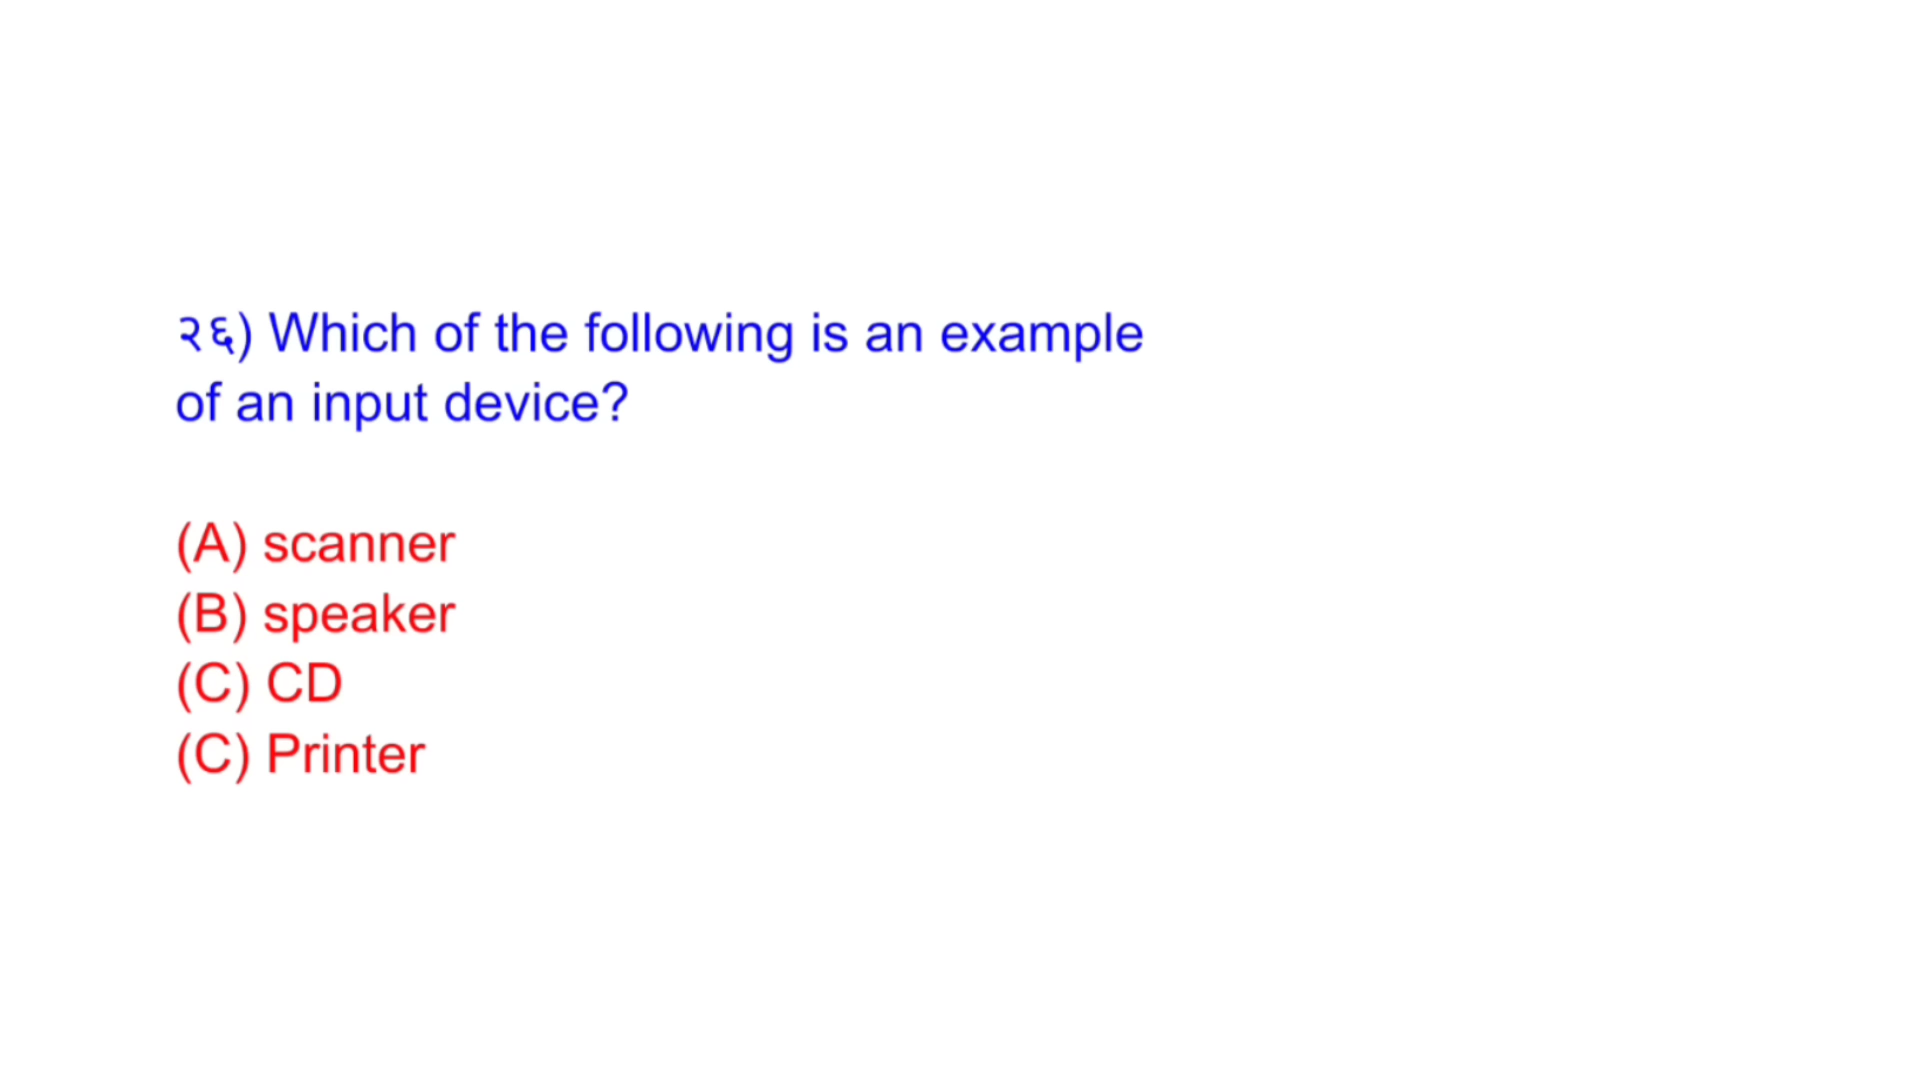 २६) Which of the following is an example
of an input device?
(A) scanner
(B) speaker
(C) CD
(C) Printer